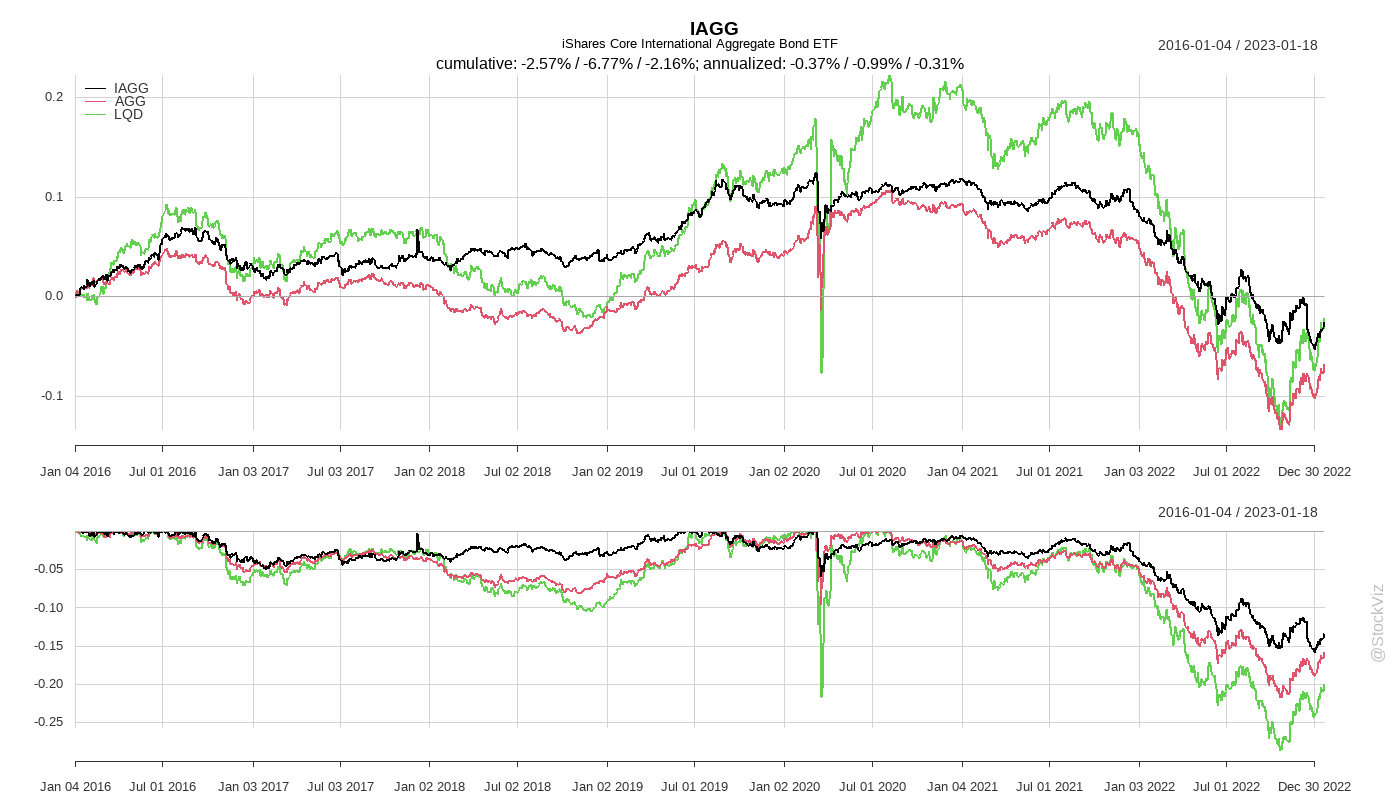 IAGG
iShares Core International Aggregate Bond ETF
2016-01-04 / 2023-01-18
cumulative: -2.57% / -6.77% / -2.16%; annualized: -0.37% / -0.99% / -0.31%
IAGG
AGG
LQD
0.2
0.1
0.0
-0.1
Jan 04 2016 Jul 01 2016 Jan 03 2017 Jul 03 2017 Jan 02 2018 Jul 02 2018 Jan 02 2019 Jul 01 2019 Jan 02 2020 Jul 01 2020 Jan 04 2021 Jul 01 2021 Jan 03 2022 Jul 01 2022 Dec 30 2022
2016-01-04 / 2023-01-18
-0.05
-0.10
-0.15
-0.20
-0.25
Jan 04 2016 Jul 01 2016 Jan 03 2017 Jul 03 2017 Jan 02 2018 Jul 02 2018 Jan 02 2019 Jul 01 2019 Jan 02 2020 Jul 01 2020 Jan 04 2021 Jul 01 2021 Jan 03 2022 Jul 01 2022 Dec 30 2022
@StockViz